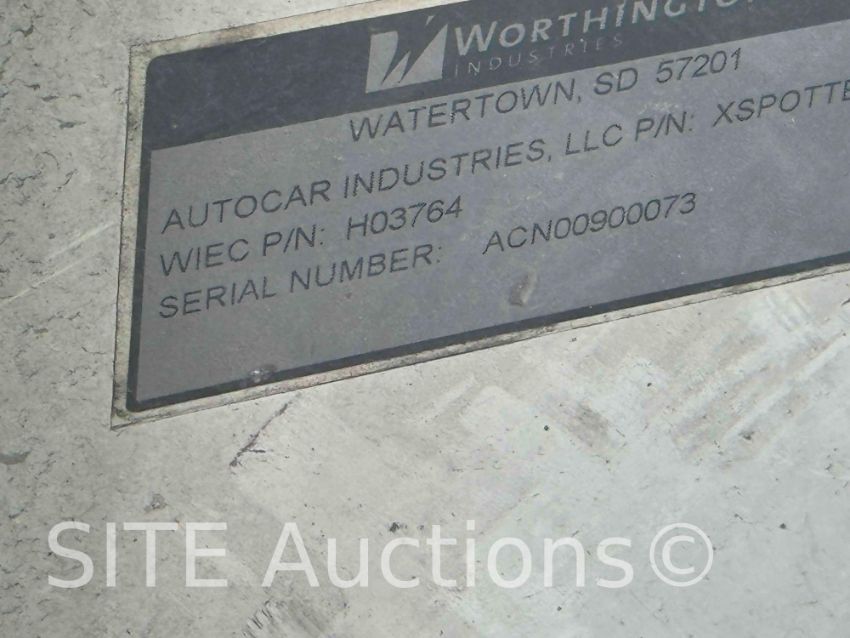 WORTHINGTON
INDUSTRIES
WATERTOWN, SD 57201
AUTOCAR INDUSTRIES, LLC P/N: XSPOTTE
WIEC P/N: H03764
SERIAL NUMBER: ACN00900073
SITE Auctions©